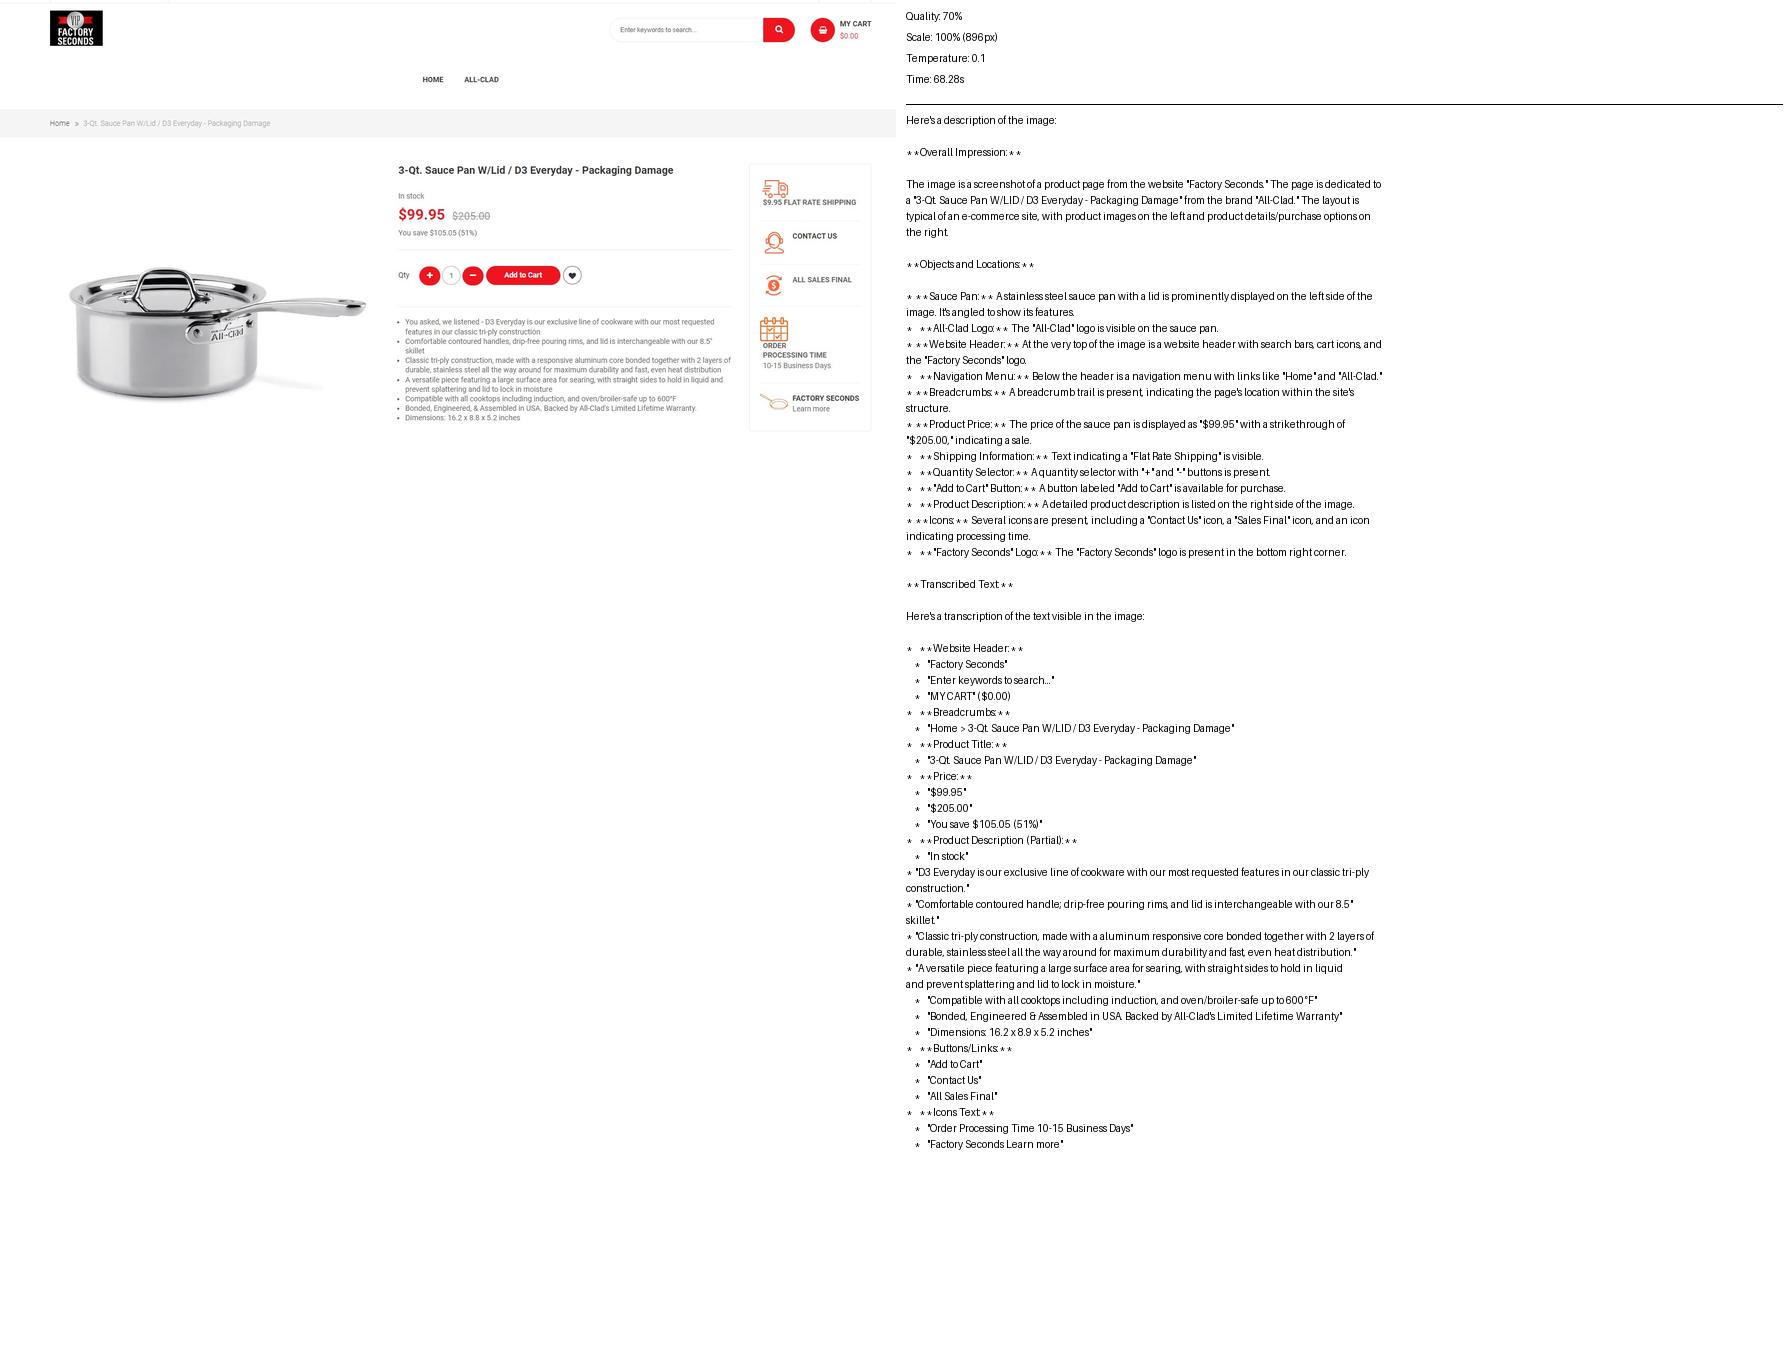 VIP
FACTORY
SECONDS
Enter keywords to search...
MY CART
$0.00
HOME
ALL-CLAD
Home » 3-Qt. Sauce Pan W/Lid / D3 Everyday - Packaging Damage
All-Clad
3-Qt. Sauce Pan W/Lid / D3 Everyday - Packaging Damage
In stock
$99.95 $205.00
You save $105.05 (51%)
Qty + 1 − Add to Cart
• You asked, we listened - D3 Everyday is our exclusive line of cookware with our most requested
features in our classic tri-ply construction
• Comfortable contoured handles, drip-free pouring rims, and lid is interchangeable with our 8.5"
skillet
• Classic tri-ply construction, made with a responsive aluminum core bonded together with 2 layers of
durable, stainless steel all the way around for maximum durability and fast, even heat distribution
• A versatile piece featuring a large surface area for searing, with straight sides to hold in liquid and
prevent splattering and lid to lock in moisture
• Compatible with all cooktops including induction, and oven/broiler-safe up to 600°F
• Bonded, Engineered, & Assembled in USA. Backed by All-Clad's Limited Lifetime Warranty.
• Dimensions: 16.2 x 8.8 x 5.2 inches
$9.95 FLAT RATE SHIPPING
CONTACT US
ALL SALES FINAL
ORDER
PROCESSING TIME
10-15 Business Days
FACTORY SECONDS
Learn more
Quality: 70%
Scale: 100% (896px)
Temperature: 0.1
Time: 68.28s
Here's a description of the image:
**Overall Impression:**
The image is a screenshot of a product page from the website "Factory Seconds." The page is dedicated to
a "3-Qt. Sauce Pan W/LID / D3 Everyday - Packaging Damage" from the brand "All-Clad." The layout is
typical of an e-commerce site, with product images on the left and product details/purchase options on
the right.
**Objects and Locations:**
* **Sauce Pan:** A stainless steel sauce pan with a lid is prominently displayed on the left side of the
image. It's angled to show its features.
* **All-Clad Logo:** The "All-Clad" logo is visible on the sauce pan.
* **Website Header:** At the very top of the image is a website header with search bars, cart icons, and
the "Factory Seconds" logo.
* **Navigation Menu:** Below the header is a navigation menu with links like "Home" and "All-Clad."
* **Breadcrumbs:** A breadcrumb trail is present, indicating the page's location within the site's
structure.
* **Product Price:** The price of the sauce pan is displayed as "$99.95" with a strikethrough of
"$205.00," indicating a sale.
* **Shipping Information:** Text indicating a "Flat Rate Shipping" is visible.
* **Quantity Selector:** A quantity selector with "+" and "-" buttons is present.
* **"Add to Cart" Button:** A button labeled "Add to Cart" is available for purchase.
* **Product Description:** A detailed product description is listed on the right side of the image.
* **Icons:** Several icons are present, including a "Contact Us" icon, a "Sales Final" icon, and an icon
indicating processing time.
* **"Factory Seconds" Logo:** The "Factory Seconds" logo is present in the bottom right corner.
**Transcribed Text:**
Here's a transcription of the text visible in the image:
* **Website Header:**
* "Factory Seconds"
* "Enter keywords to search..."
* "MY CART" ($0.00)
* **Breadcrumbs:**
* "Home > 3-Qt. Sauce Pan W/LID / D3 Everyday - Packaging Damage"
* **Product Title:**
* "3-Qt. Sauce Pan W/LID / D3 Everyday - Packaging Damage"
* **Price:**
* "$99.95"
* "$205.00"
* "You save $105.05 (51%)"
* **Product Description (Partial):**
* "In stock"
* "D3 Everyday is our exclusive line of cookware with our most requested features in our classic tri-ply
construction."
* "Comfortable contoured handle; drip-free pouring rims, and lid is interchangeable with our 8.5"
skillet."
* "Classic tri-ply construction, made with a aluminum responsive core bonded together with 2 layers of
durable, stainless steel all the way around for maximum durability and fast, even heat distribution."
* "A versatile piece featuring a large surface area for searing, with straight sides to hold in liquid
and prevent splattering and lid to lock in moisture."
* "Compatible with all cooktops including induction, and oven/broiler-safe up to 600°F"
* "Bonded, Engineered & Assembled in USA. Backed by All-Clad's Limited Lifetime Warranty"
* "Dimensions: 16.2 x 8.9 x 5.2 inches"
* **Buttons/Links:**
* "Add to Cart"
* "Contact Us"
* "All Sales Final"
* **Icons Text:**
* "Order Processing Time 10-15 Business Days"
* "Factory Seconds Learn more"